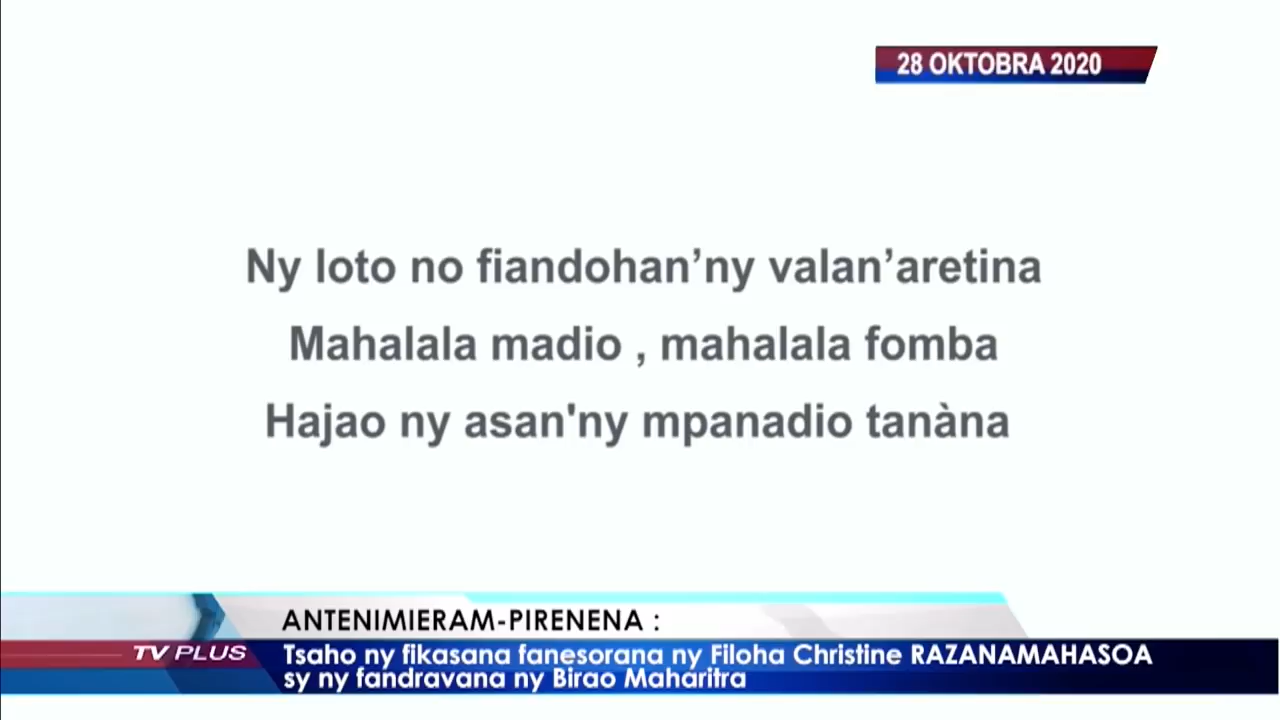 28 OKTOBRA 2020
Ny loto no fiandohan’ny valan’aretina
Mahalala madio , mahalala fomba
Hajao ny asan'ny mpanadio tanàna
ANTENIMIERAM-PIRENENA :
TV PLUS
Tsaho ny fikasana fanesorana ny Filoha Christine RAZANAMAHASOA
sy ny fandravana ny Birao Maharitra